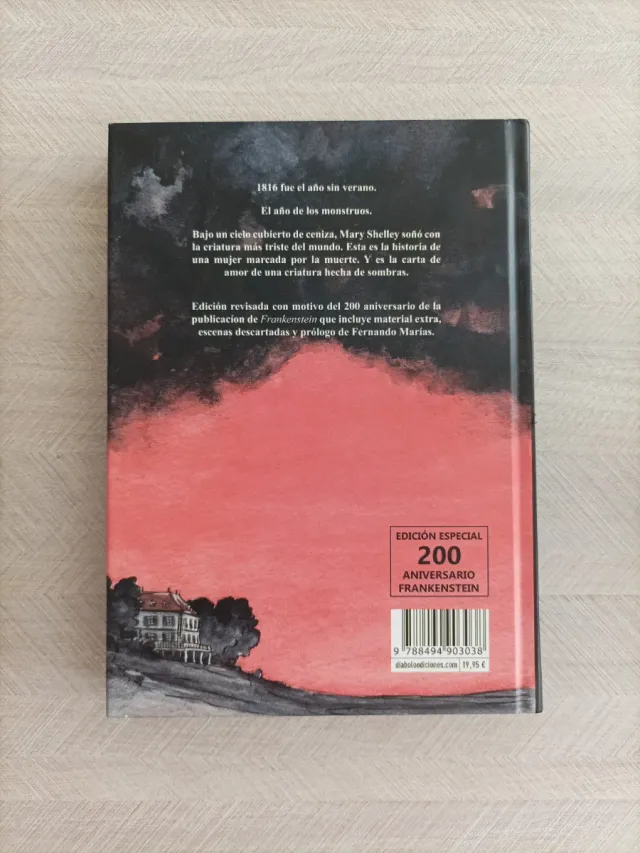 1816 fue el año sin verano.
El año de los monstruos.
Bajo un cielo cubierto de ceniza, Mary Shelley soñó con
la criatura más triste del mundo. Esta es la historia de
una mujer marcada por la muerte. Y es la carta de
amor de una criatura hecha de sombras.
Edición revisada con motivo del 200 aniversario de la
publicacion de Frankenstein que incluye material extra,
escenas descartadas y prólogo de Fernando Marías.
EDICIÓN ESPECIAL
200
ANIVERSARIO
FRANKENSTEIN
9 788494 903038
diaboloediciones.com 19,95 €